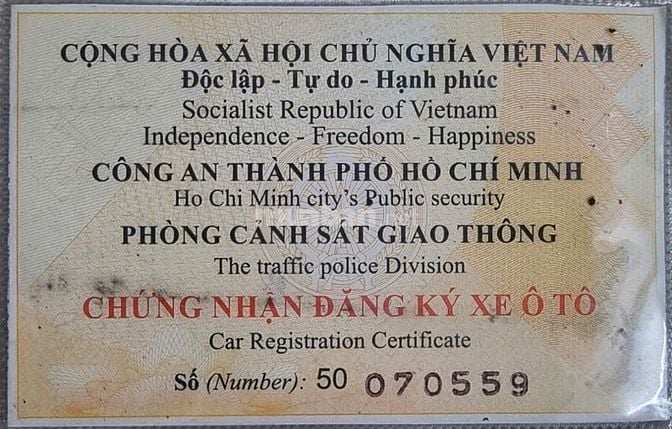 CỘNG HÒA XÃ HỘI CHỦ NGHĨA VIỆT NAM
Độc lập - Tự do - Hạnh phúc
Socialist Republic of Vietnam
Independence - Freedom - Happiness
CÔNG AN THÀNH PHỐ HỒ CHÍ MINH
Ho Chi Minh city's Public security
PHÒNG CẢNH SÁT GIAO THÔNG
The traffic police Division
CHỨNG NHẬN ĐĂNG KÝ XE Ô TÔ
Car Registration Certificate
Số (Number): 50 070559